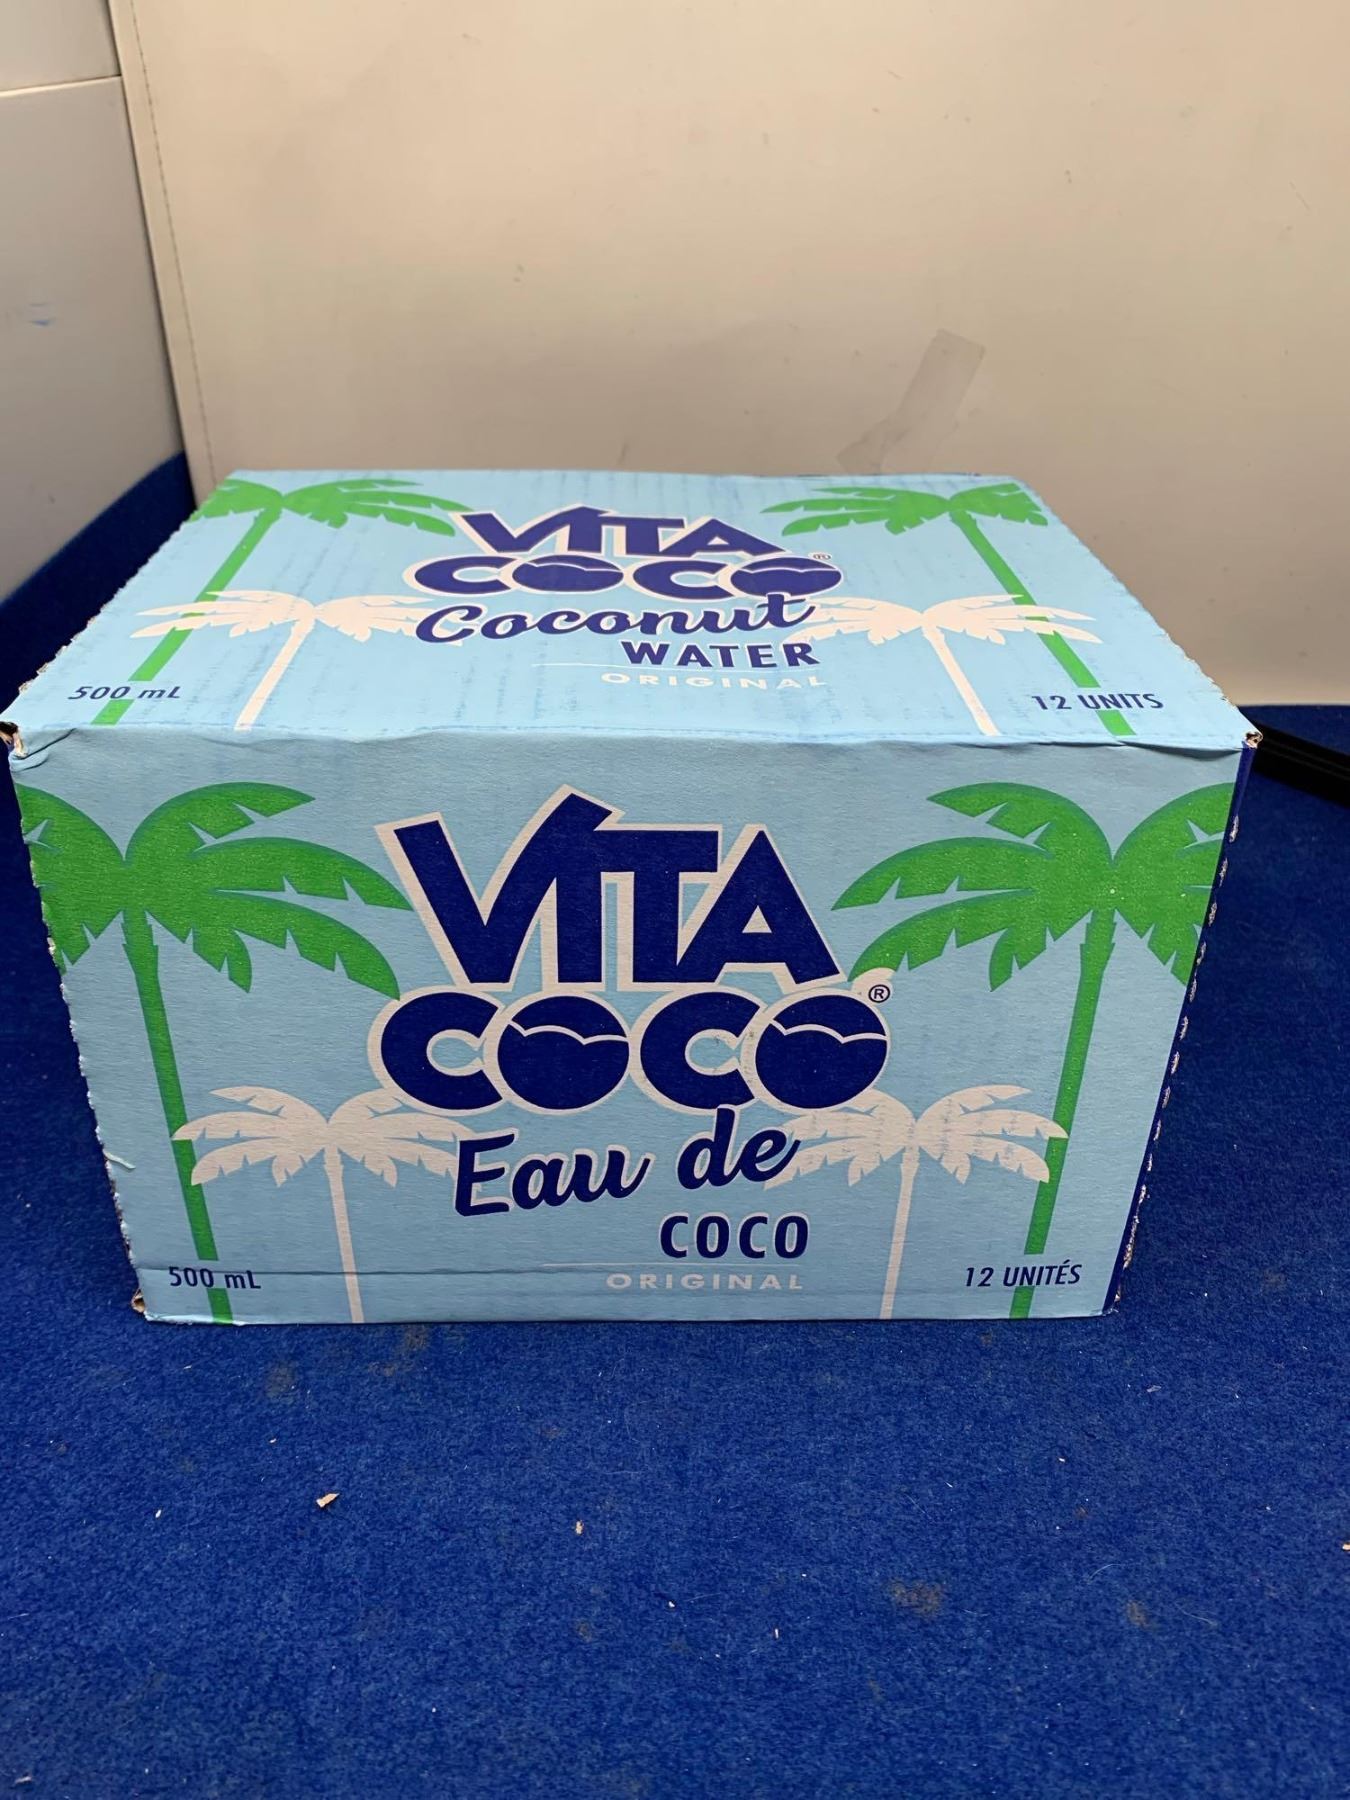 VITA
COCO®
Coconut
WATER
ORIGINAL
500 mL
12 UNITS
VITA
COCO®
Eau de
COCO
ORIGINAL
500 mL
12 UNITÉS